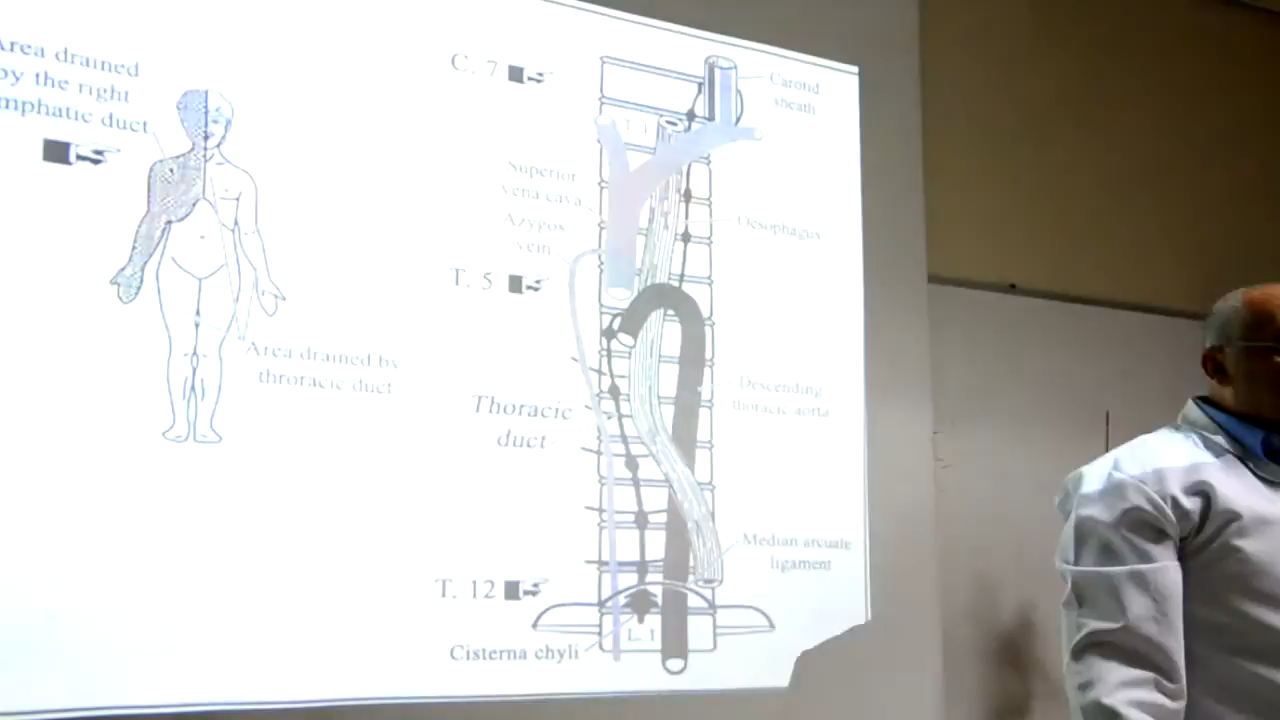 Area drained
by the right
mphatic duct
Area drained by
throracic duct
C. 7
Carotid
sheath
T. 1
Superior
vena cava
Azygos
vein
Oesophagus
T. 5
Descending
thoracic aorta
Thoracic
duct
Median arcuate
ligament
T. 12
L. 1
Cisterna chyli